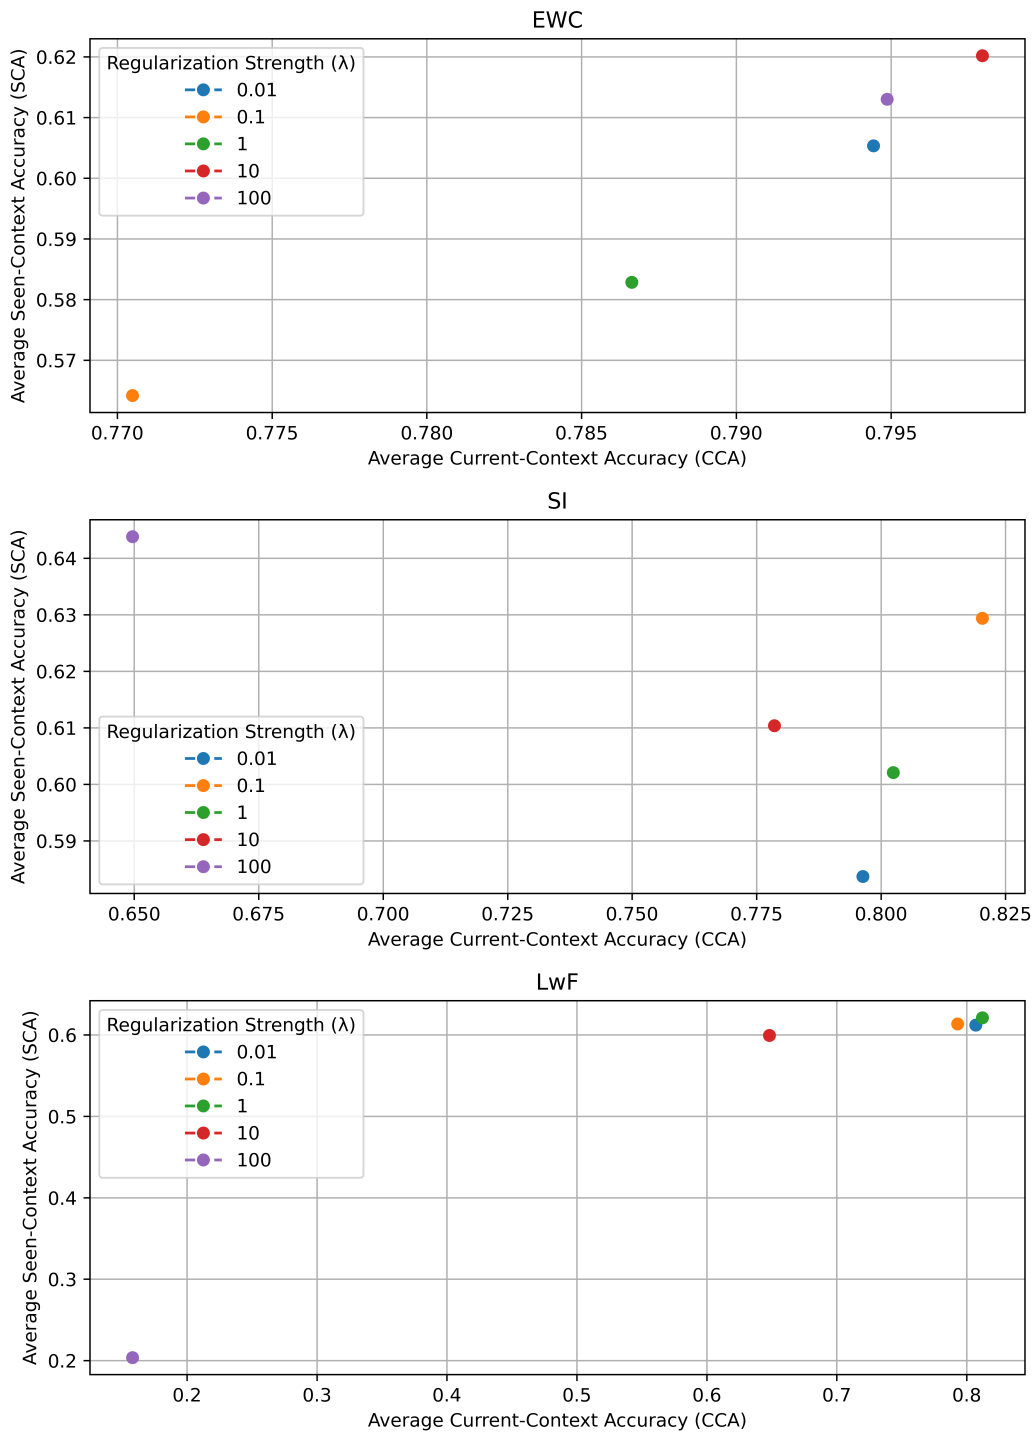 EWC
Average Seen-Context Accuracy (SCA)
0.62
0.61
0.60
0.59
0.58
0.57
Regularization Strength (λ)
0.01
0.1
1
10
100
0.770 0.775 0.780 0.785 0.790 0.795
Average Current-Context Accuracy (CCA)
SI
Average Seen-Context Accuracy (SCA)
0.64
0.63
0.62
0.61
0.60
0.59
Regularization Strength (λ)
0.01
0.1
1
10
100
0.650 0.675 0.700 0.725 0.750 0.775 0.800 0.825
Average Current-Context Accuracy (CCA)
LwF
Average Seen-Context Accuracy (SCA)
0.6
0.5
0.4
0.3
0.2
Regularization Strength (λ)
0.01
0.1
1
10
100
0.2 0.3 0.4 0.5 0.6 0.7 0.8
Average Current-Context Accuracy (CCA)